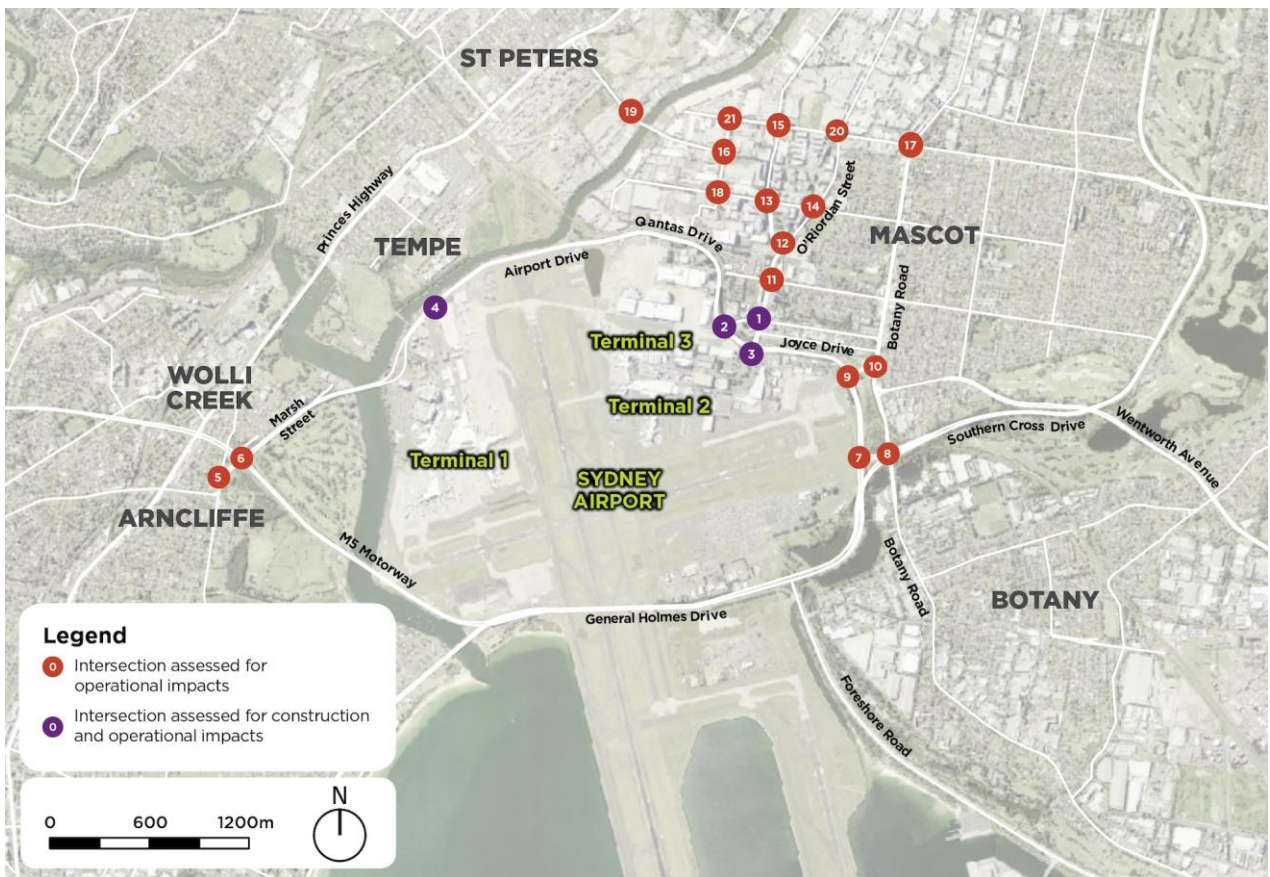 ST PETERS
19
21
15
20
17
16
18
13
14
Princes Highway
TEMPE
Qantas Drive
O'Riordan Street
MASCOT
12
Airport Drive
11
Botany Road
4
1
2
3
Terminal 3
Joyce Drive
10
9
WOLLI
CREEK
Marsh
Street
Terminal 2
Wentworth Avenue
Southern Cross Drive
6
5
Terminal 1
7
8
SYDNEY
AIRPORT
ARNCLIFFE
M5 Motorway
Botany Road
BOTANY
General Holmes Drive
Foreshore Road
Legend
0 Intersection assessed for
operational impacts
0 Intersection assessed for construction
and operational impacts
0 600 1200m
N